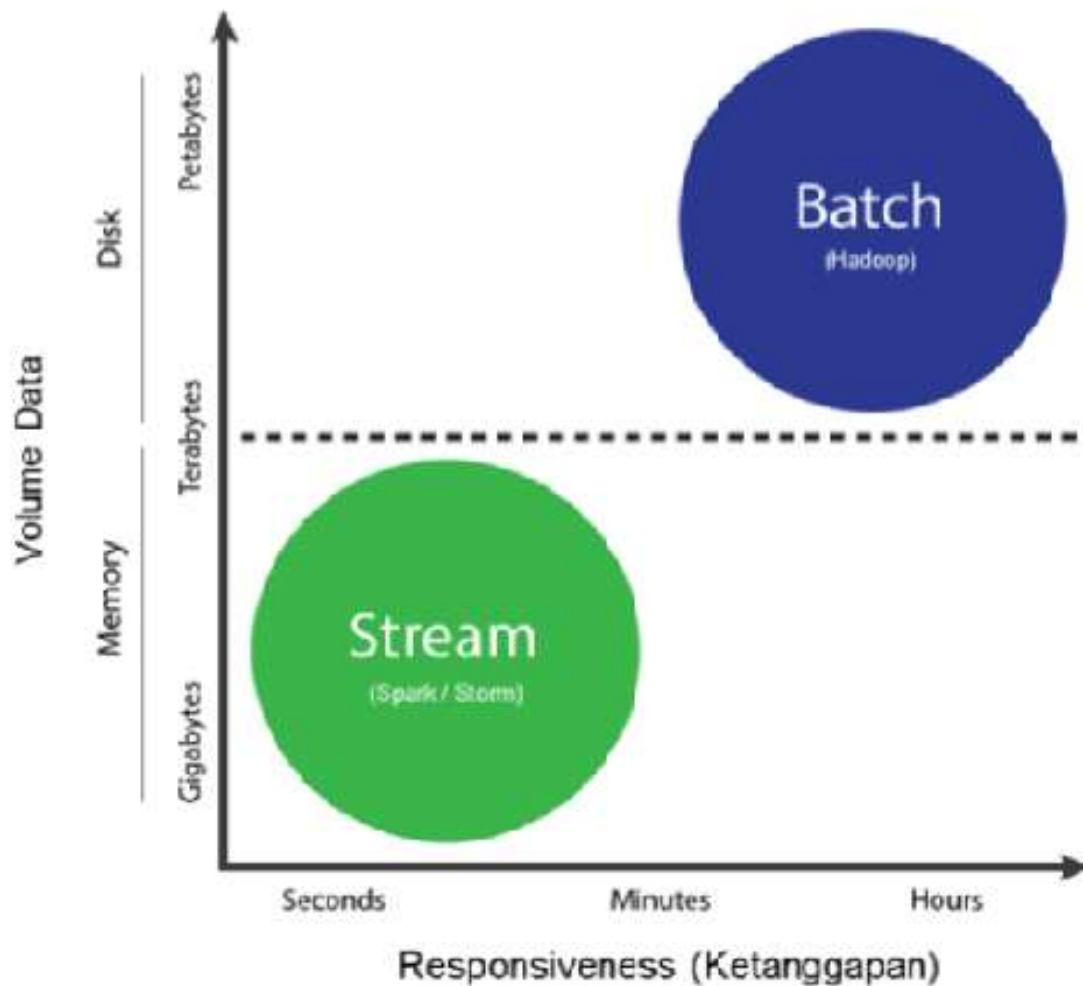 Volume Data
Disk
Memory
Petabytes
Terabytes
Gigabytes
Batch
(Hadoop)
Stream
(Spark / Storm)
Seconds
Minutes
Hours
Responsiveness (Ketanggapan)